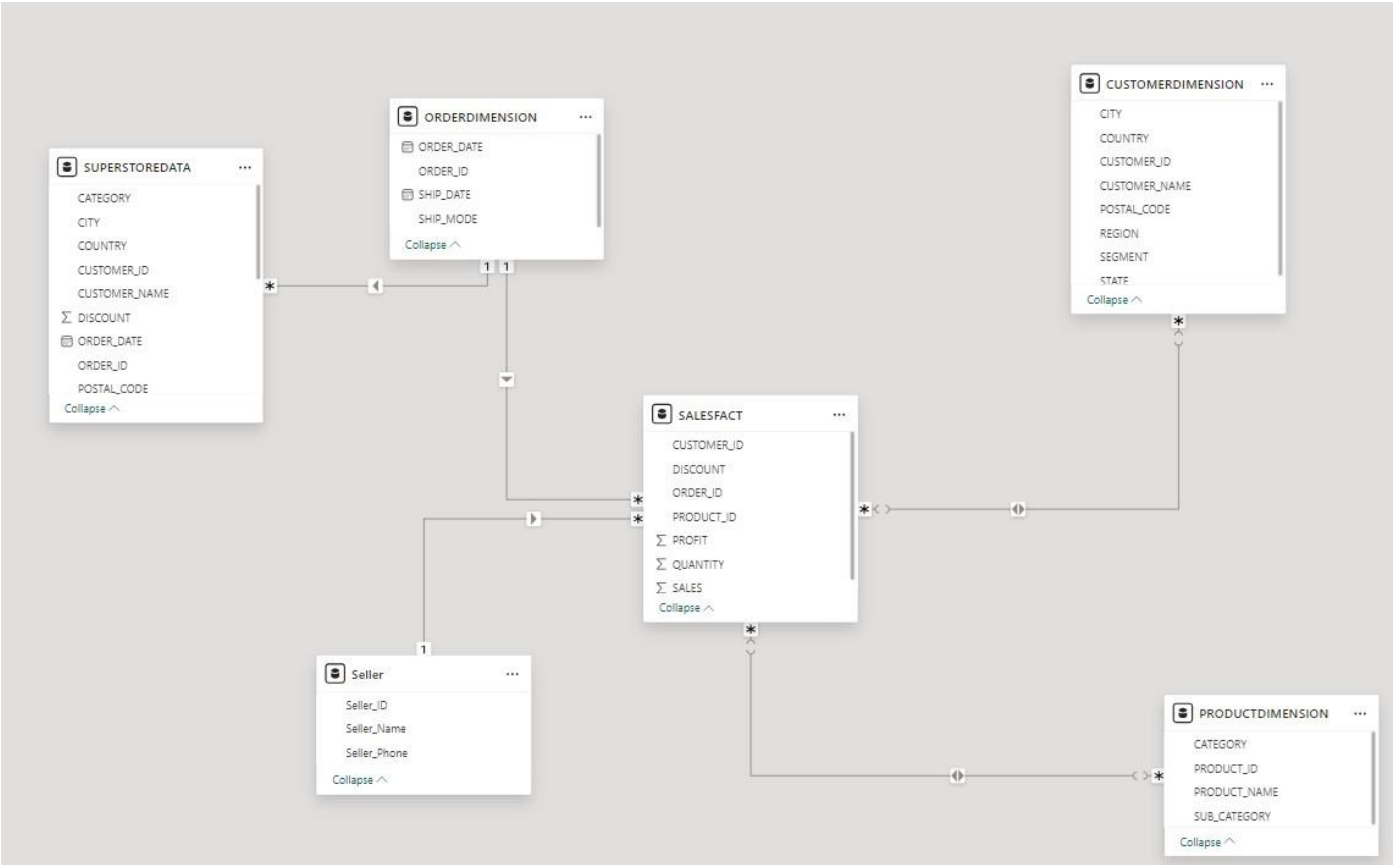 SUPERSTOREDATA
CATEGORY
CITY
COUNTRY
CUSTOMER_ID
CUSTOMER_NAME
∑ DISCOUNT
ORDER_DATE
ORDER_ID
POSTAL_CODE
Collapse
*
ORDERDIMENSION
ORDER_DATE
ORDER_ID
SHIP_DATE
SHIP_MODE
Collapse
1 1
CUSTOMERDIMENSION
CITY
COUNTRY
CUSTOMER_ID
CUSTOMER_NAME
POSTAL_CODE
REGION
SEGMENT
STATE
Collapse
*
SALESFACT
CUSTOMER_ID
DISCOUNT
ORDER_ID
PRODUCT_ID
∑ PROFIT
∑ QUANTITY
∑ SALES
Collapse
*
*
*
*
1
Seller
Seller_ID
Seller_Name
Seller_Phone
Collapse
PRODUCTDIMENSION
CATEGORY
PRODUCT_ID
PRODUCT_NAME
SUB_CATEGORY
Collapse
*